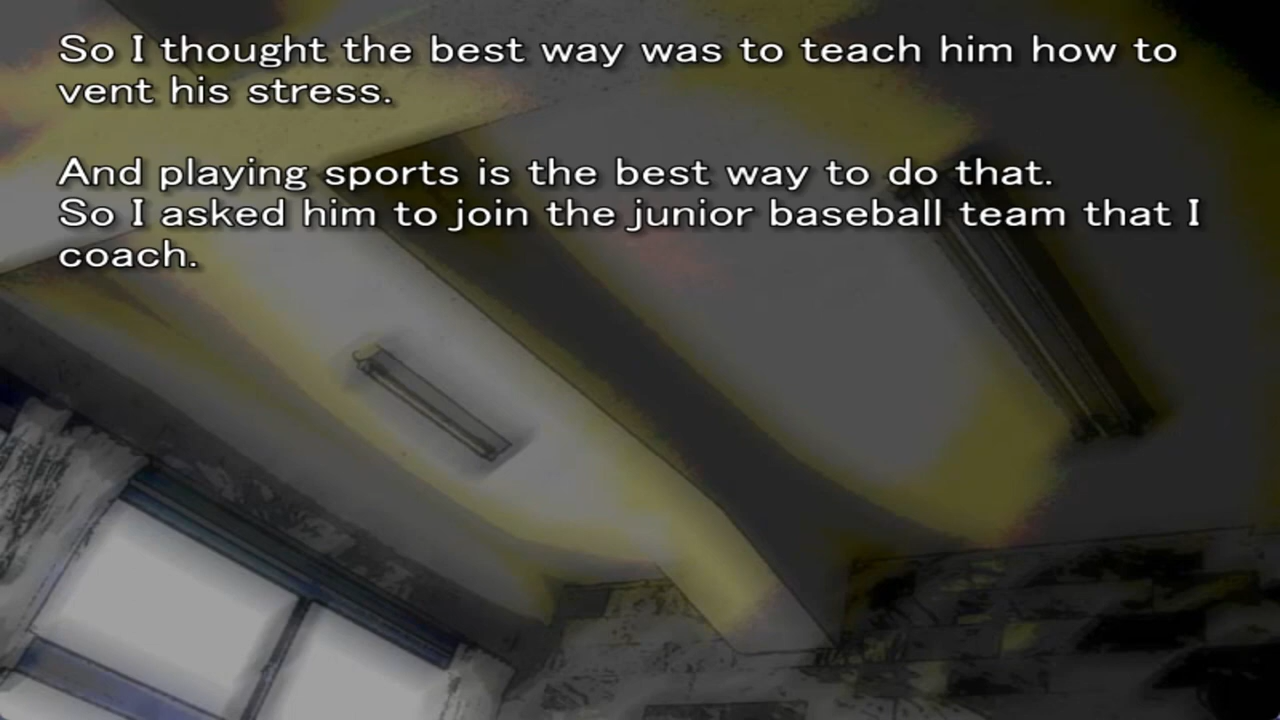 So I thought the best way was to teach him how to
vent his stress.
And playing sports is the best way to do that.
So I asked him to join the junior baseball team that I
coach.